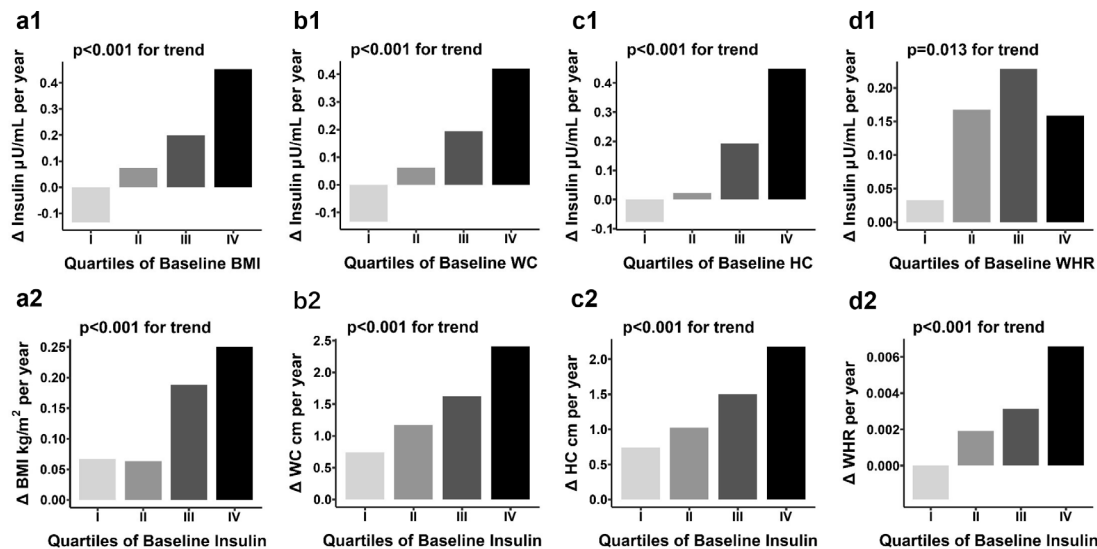 a1
p<0.001 for trend
Δ Insulin µU/mL per year
0.4
0.3
0.2
0.1
0.0
-0.1
I II III IV
Quartiles of Baseline BMI
b1
p<0.001 for trend
Δ Insulin µU/mL per year
0.4
0.3
0.2
0.1
0.0
-0.1
I II III IV
Quartiles of Baseline WC
c1
p<0.001 for trend
Δ Insulin µU/mL per year
0.4
0.3
0.2
0.1
0.0
-0.1
I II III IV
Quartiles of Baseline HC
d1
p=0.013 for trend
Δ Insulin µU/mL per year
0.20
0.15
0.10
0.05
0.00
I II III IV
Quartiles of Baseline WHR
a2
p<0.001 for trend
Δ BMI kg/m² per year
0.25
0.20
0.15
0.10
0.05
0.00
I II III IV
Quartiles of Baseline Insulin
b2
p<0.001 for trend
Δ WC cm per year
2.5
2.0
1.5
1.0
0.5
0.0
I II III IV
Quartiles of Baseline Insulin
c2
p<0.001 for trend
Δ HC cm per year
2.0
1.5
1.0
0.5
0.0
I II III IV
Quartiles of Baseline Insulin
d2
p<0.001 for trend
Δ WHR per year
0.006
0.004
0.002
0.000
I II III IV
Quartiles of Baseline Insulin